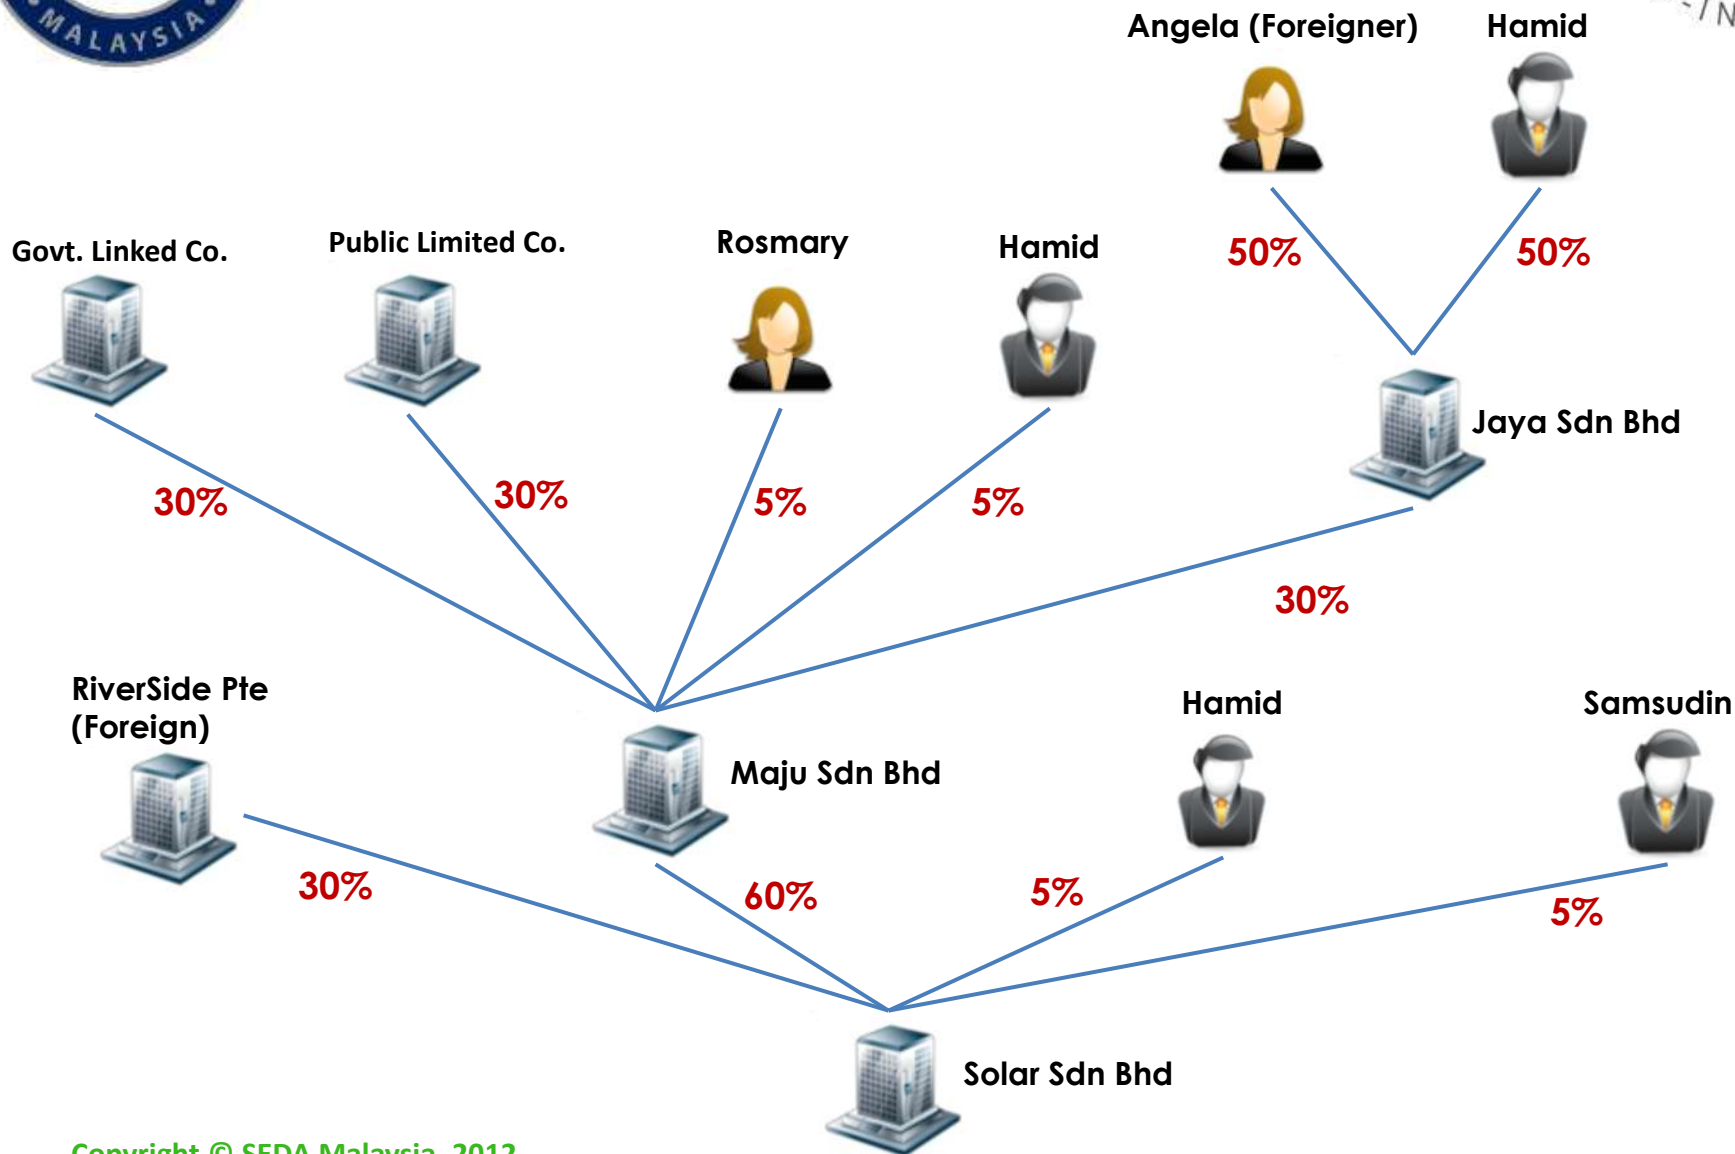 MALAYSIA
Angela (Foreigner)
Hamid
50%
50%
Govt. Linked Co.
Public Limited Co.
Rosmary
Hamid
Jaya Sdn Bhd
30%
30%
5%
5%
30%
RiverSide Pte
(Foreign)
Maju Sdn Bhd
Hamid
Samsudin
30%
60%
5%
5%
Solar Sdn Bhd
Copyright © SEDA Malaysia 2012